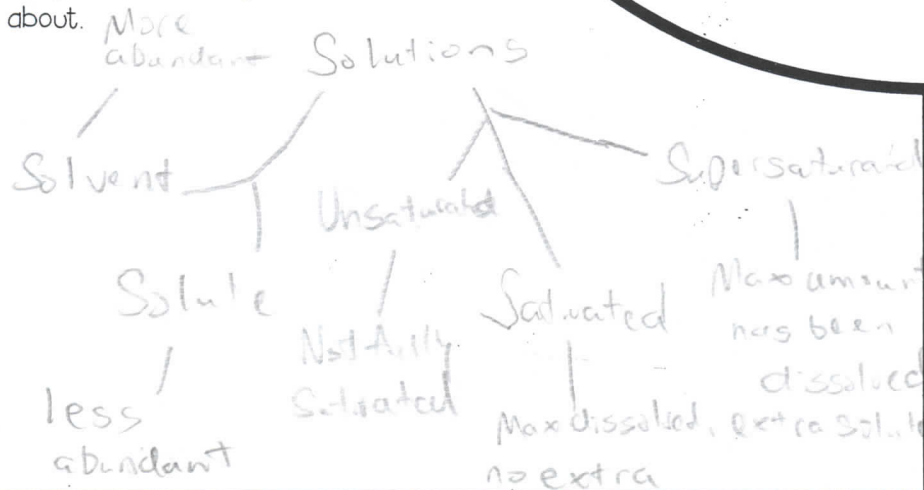 about.
More
abundant
Solutions
Solvent
Supersaturated
Unsaturated
Solute
Saturated
Max amount
has been
dissolved
extra solute
Not fully
Saturated
less
abundant
Max dissolved,
no extra